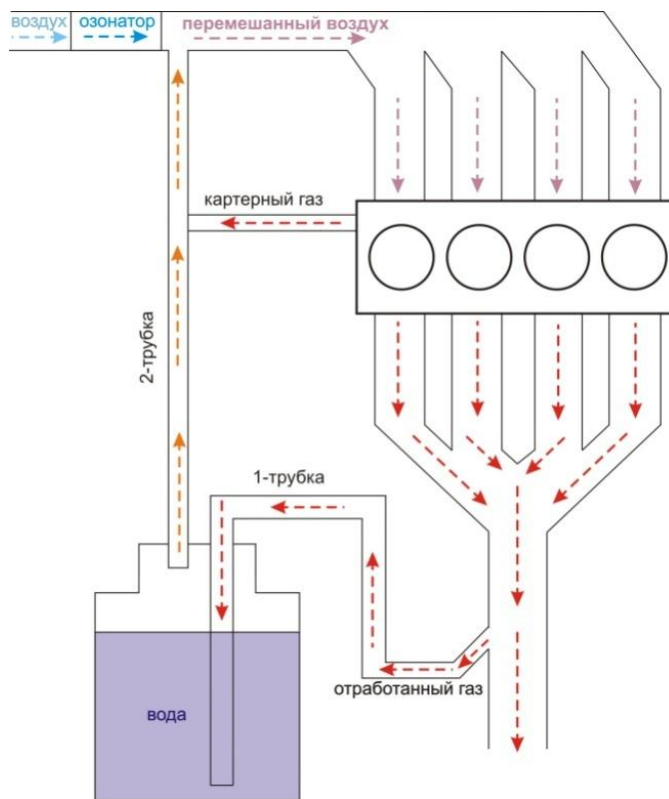 воздух
озонатор
перемешанный воздух
картерный газ
2-трубка
1-трубка
отработанный газ
вода